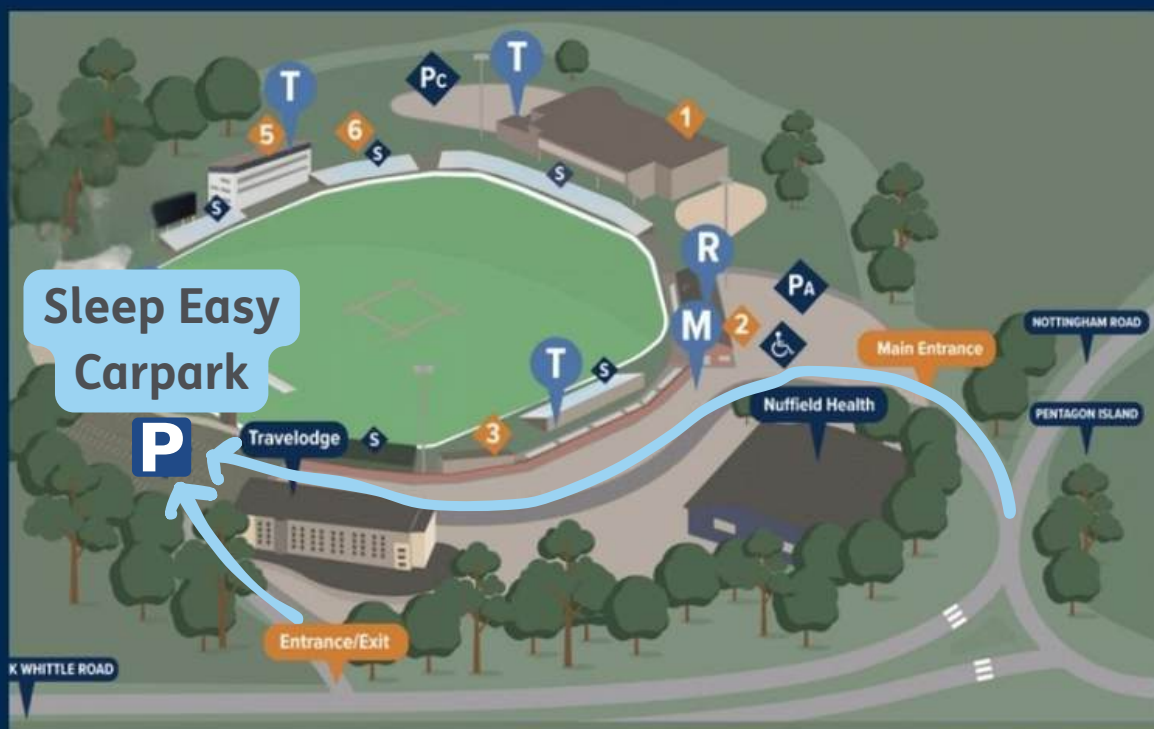 T
PC
T
5
6
1
S
S
S
R
Sleep Easy
Carpark
PA
M
2
NOTTINGHAM ROAD
Main Entrance
T
S
Nuffield Health
PENTAGON ISLAND
P
Travelodge
S
3
Entrance/Exit
K WHITTLE ROAD